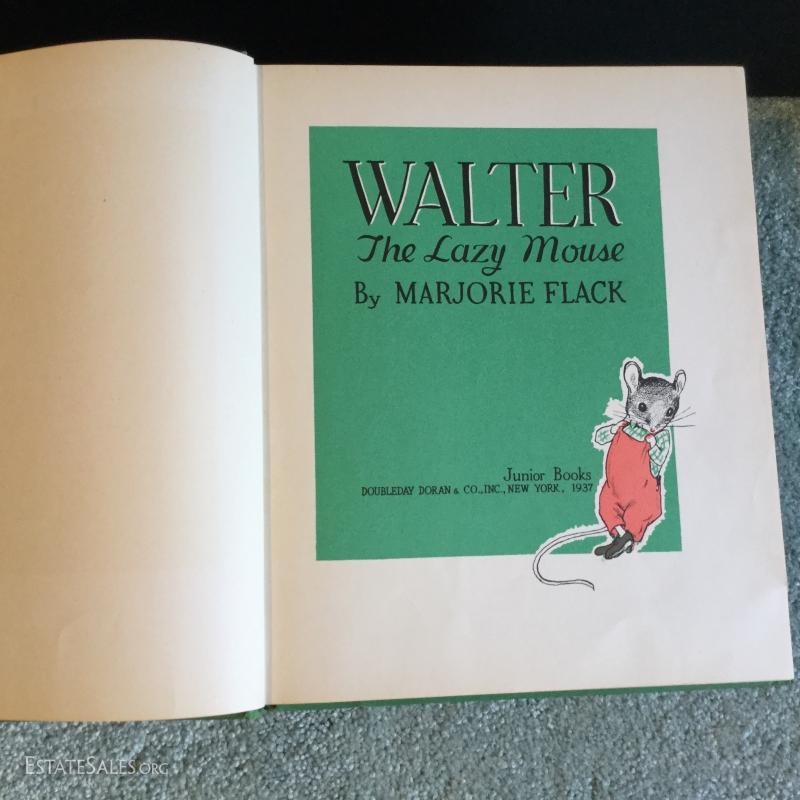 WALTER
The Lazy Mouse
By MARJORIE FLACK
Junior Books
DOUBLEDAY DORAN & CO., INC., NEW YORK, 1937
ESTATESALES.ORG